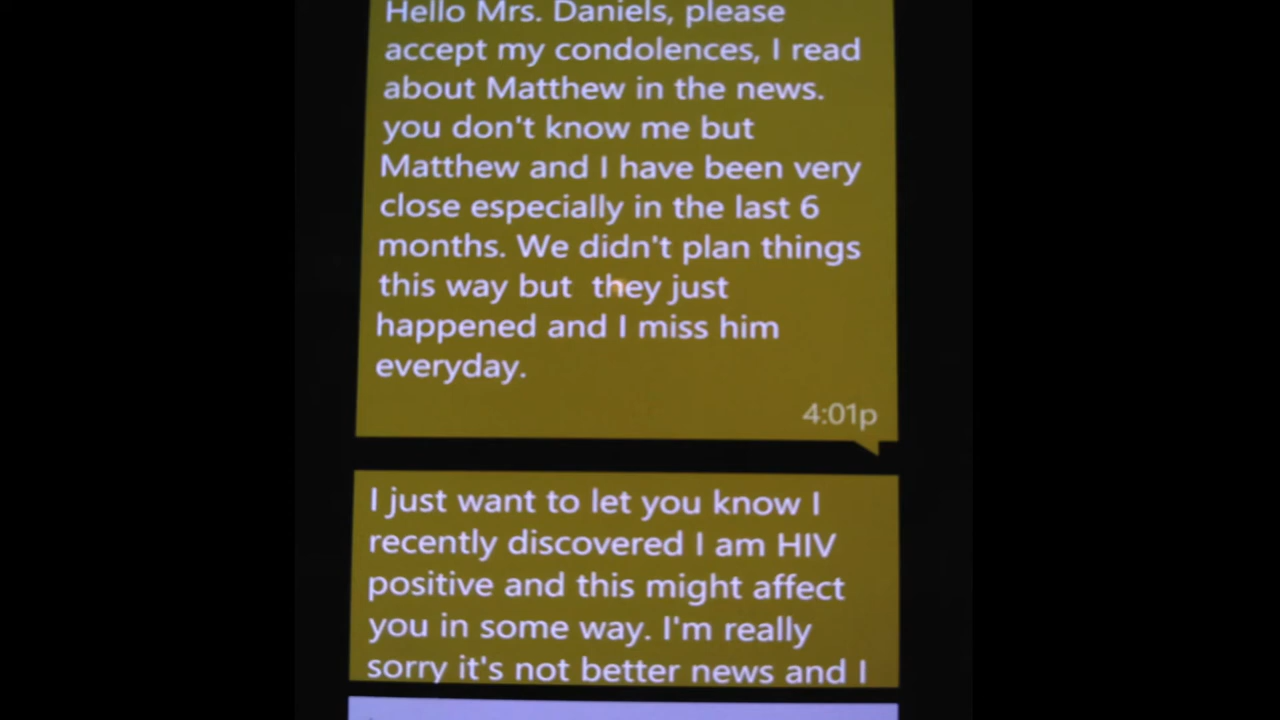 Hello Mrs. Daniels, please
accept my condolences, I read
about Matthew in the news.
you don't know me but
Matthew and I have been very
close especially in the last 6
months. We didn't plan things
this way but they just
happened and I miss him
everyday.
4:01p
I just want to let you know I
recently discovered I am HIV
positive and this might affect
you in some way. I'm really
sorry it's not better news and I